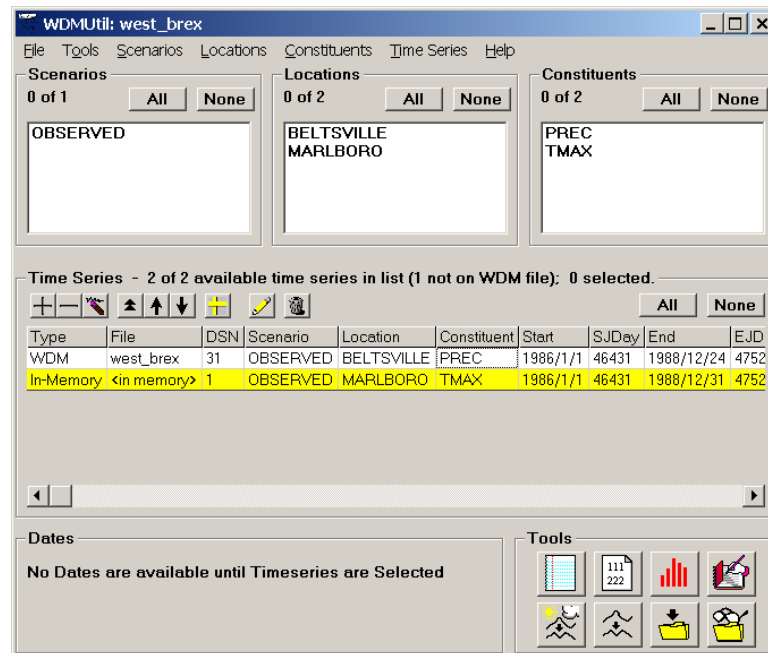 WDMUtil: west_brex
File Tools Scenarios Locations Constituents Time Series Help
Scenarios
0 of 1 All None
OBSERVED
Locations
0 of 2 All None
BELTSVILLE
MARLBORO
Constituents
0 of 2 All None
PREC
TMAX
Time Series - 2 of 2 available time series in list (1 not on WDM file); 0 selected.
All None
Type File DSN Scenario Location Constituent Start SJDay End EJD
WDM west_brex 31 OBSERVED BELTSVILLE PREC 1986/1/1 46431 1988/12/24 4752
In-Memory <in memory> 1 OBSERVED MARLBORO TMAX 1986/1/1 46431 1988/12/31 4752
Dates
No Dates are available until Timeseries are Selected
Tools
111
222